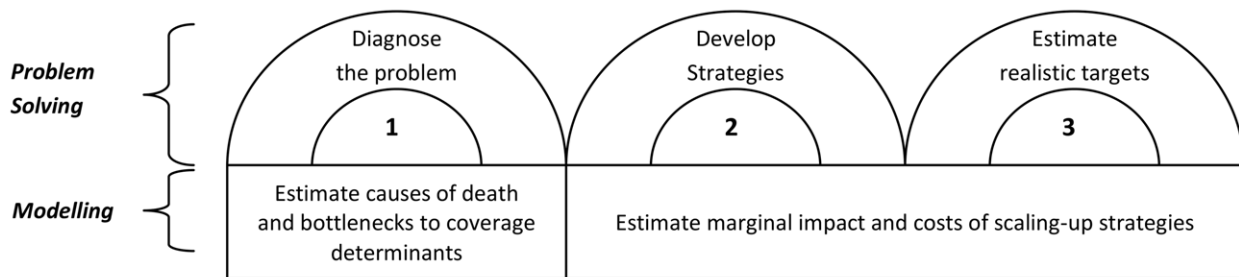 Problem
Solving
Diagnose
the problem
1
Develop
Strategies
2
Estimate
realistic targets
3
Modelling
Estimate causes of death
and bottlenecks to coverage
determinants
Estimate marginal impact and costs of scaling-up strategies